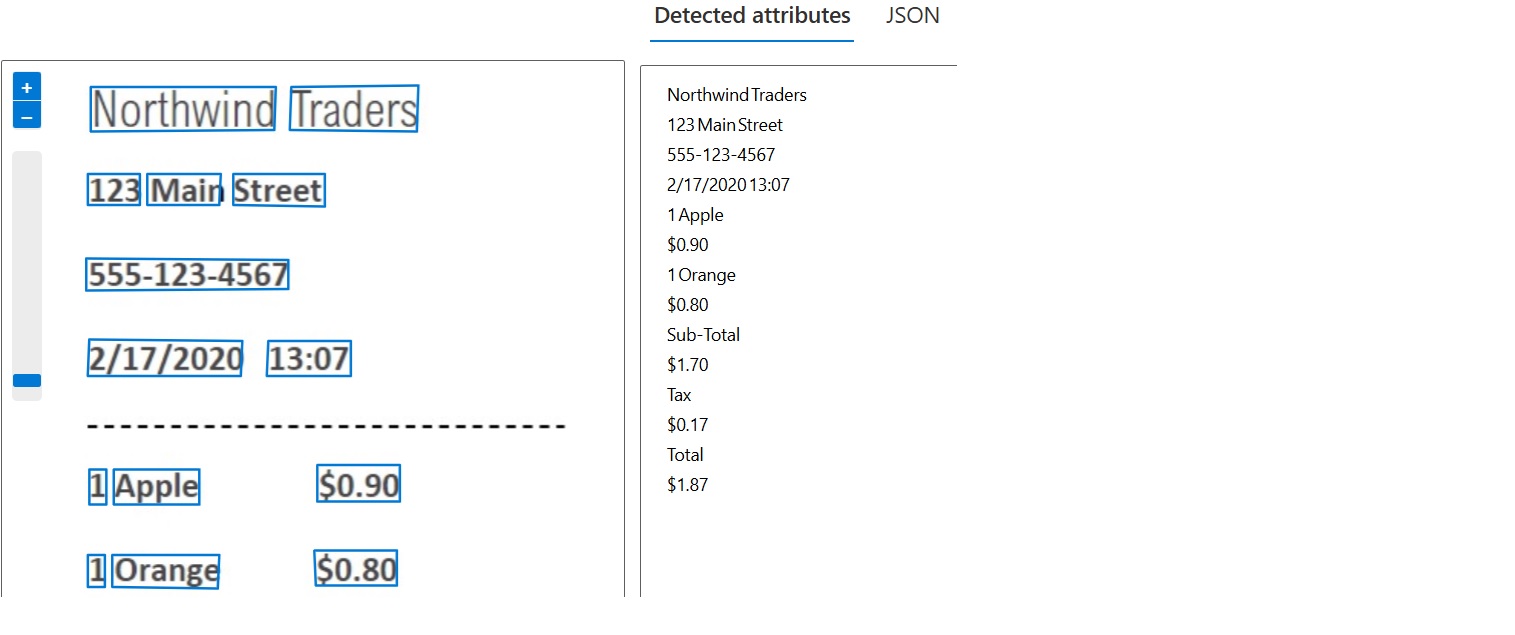 Detected attributes JSON
+
–
Northwind Traders
123 Main Street
555-123-4567
2/17/2020 13:07
-----------------------------
1 Apple $0.90
1 Orange $0.80
Northwind Traders
123 Main Street
555-123-4567
2/17/2020 13:07
1 Apple
$0.90
1 Orange
$0.80
Sub-Total
$1.70
Tax
$0.17
Total
$1.87